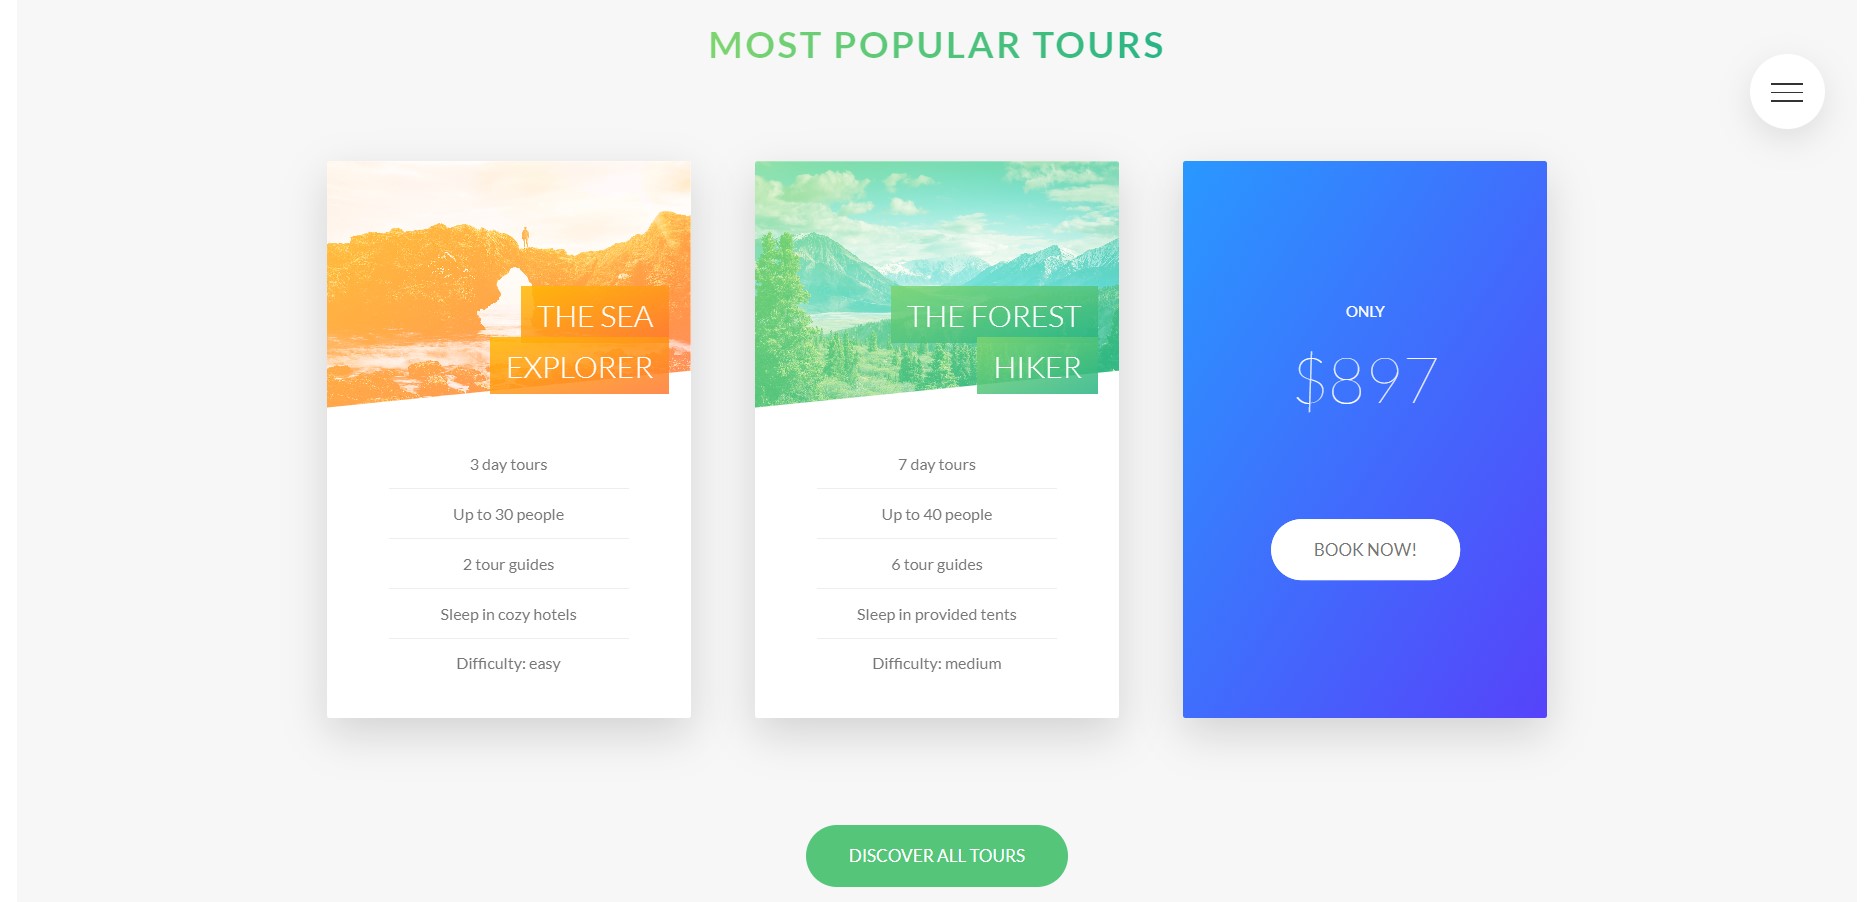 MOST POPULAR TOURS
THE SEA
EXPLORER
3 day tours
Up to 30 people
2 tour guides
Sleep in cozy hotels
Difficulty: easy
THE FOREST
HIKER
7 day tours
Up to 40 people
6 tour guides
Sleep in provided tents
Difficulty: medium
ONLY
$897
BOOK NOW!
DISCOVER ALL TOURS